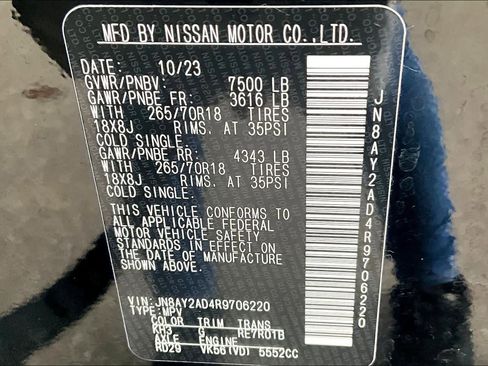 MFD BY NISSAN MOTOR CO.,LTD.
DATE: 10/23
GVWR/PNBV: 7500 LB
GAWR/PNBE FR: 3616 LB
WITH 265/70R18 TIRES
18X8J RIMS. AT 35PSI
COLD SINGLE.
GAWR/PNBE RR: 4343 LB
WITH 265/70R18 TIRES
18X8J RIMS. AT 35PSI
COLD SINGLE.
THIS VEHICLE CONFORMS TO
ALL APPLICABLE FEDERAL
MOTOR VEHICLE SAFETY
STANDARDS IN EFFECT ON
THE DATE OF MANUFACTURE
SHOWN ABOVE.
VIN: JN8AY2AD4R9706220
TYPE: MPV
COLOR TRIM TRANS
KH3 G RE7R01B
AXLE ENGINE
RD29 VK56(VD) 5552CC
JN8AY2AD4R9706220